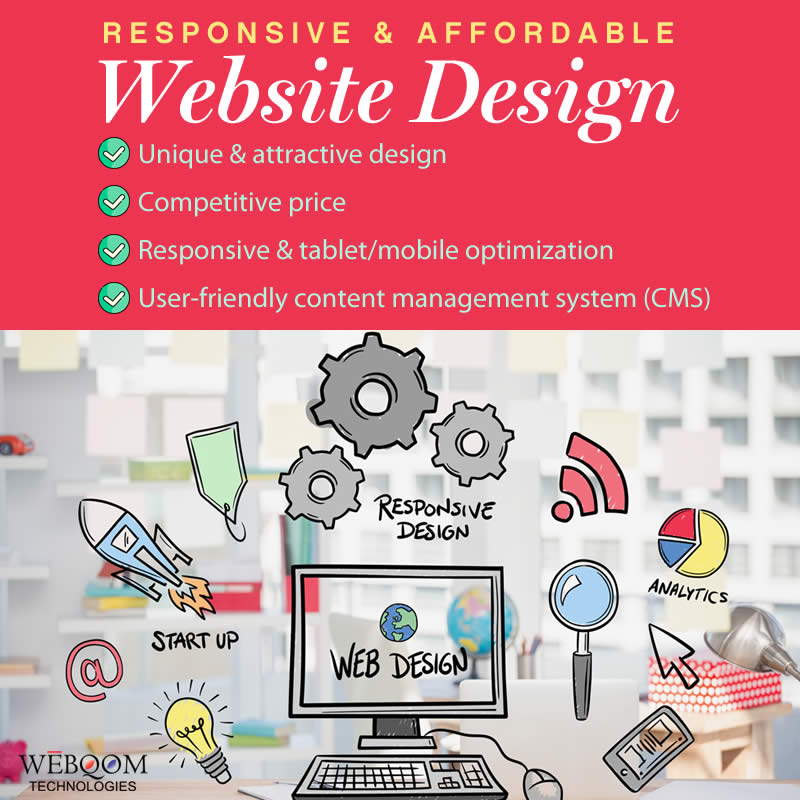 RESPONSIVE & AFFORDABLE
Website Design
Unique & attractive design
Competitive price
Responsive & tablet/mobile optimization
User-friendly content management system (CMS)
RESPONSIVE
DESIGN
ANALYTICS
START UP
WEB DESIGN
@
WEBQOM
TECHNOLOGIES